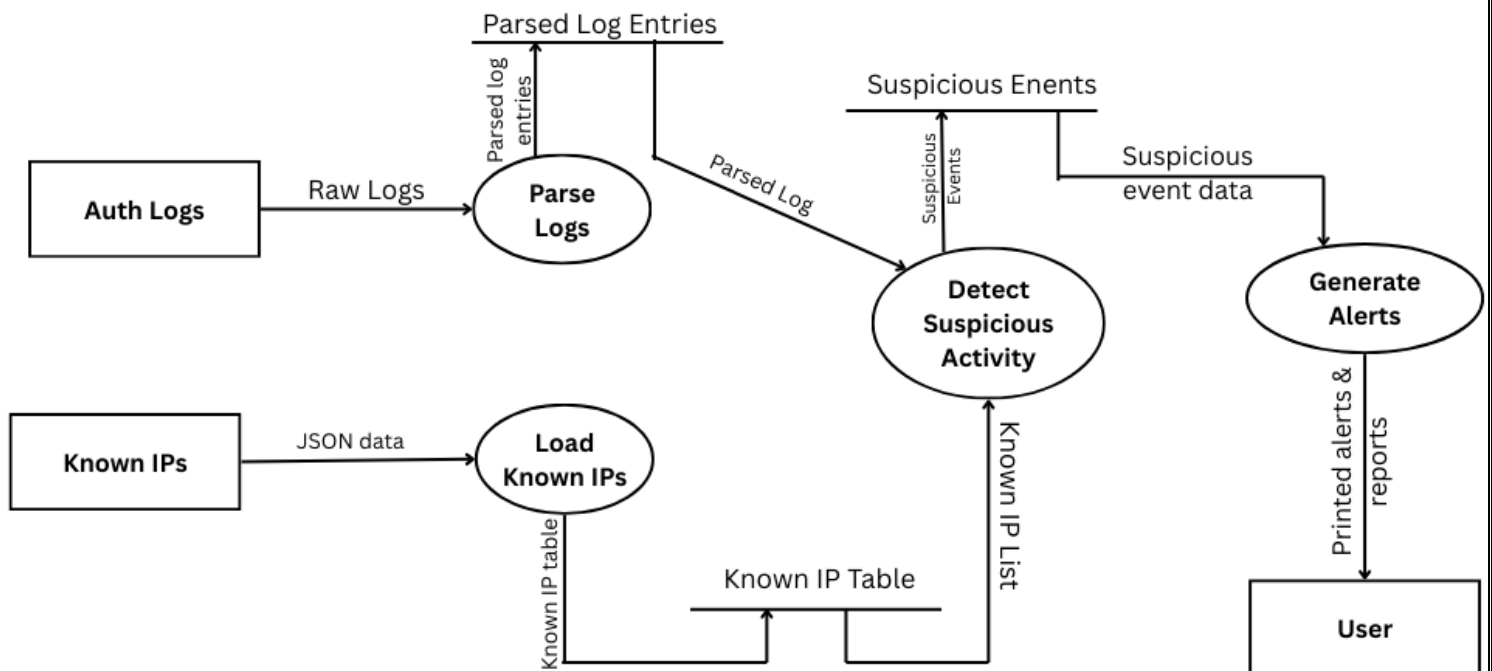 Parsed Log Entries
Parsed log
entries
Suspicious Enents
Auth Logs
Raw Logs
Parse
Logs
Parsed Log
Suspicious
Events
Suspicious
event data
Detect
Suspicious
Activity
Generate
Alerts
Known IPs
JSON data
Load
Known IPs
Known IP table
Known IP Table
Known IP List
Printed alerts &
reports
User